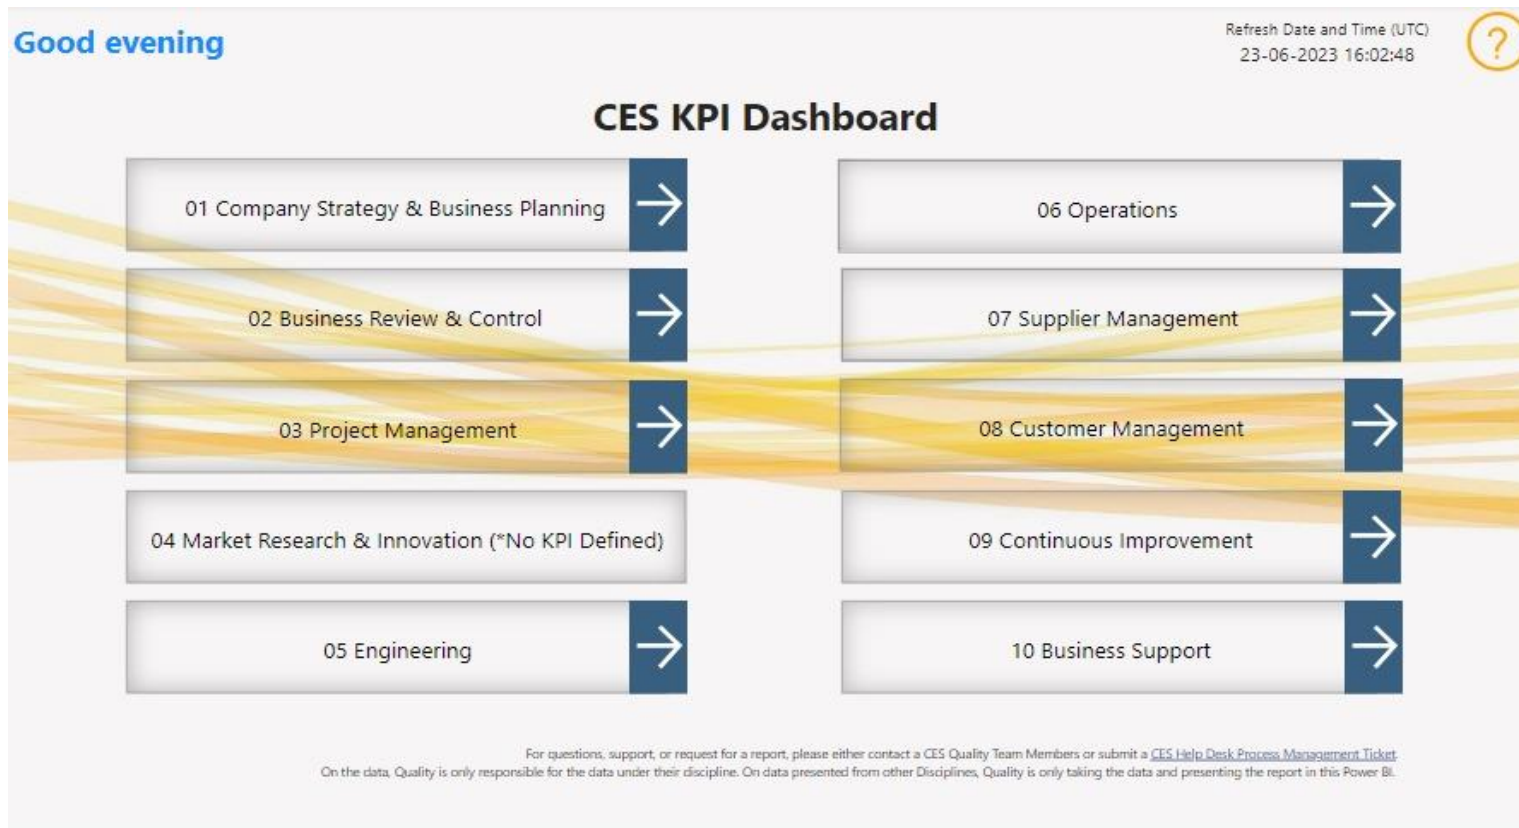 Good evening
Refresh Date and Time (UTC)
23-06-2023 16:02:48
?
CES KPI Dashboard
01 Company Strategy & Business Planning
02 Business Review & Control
03 Project Management
04 Market Research & Innovation (*No KPI Defined)
05 Engineering
06 Operations
07 Supplier Management
08 Customer Management
09 Continuous Improvement
10 Business Support
For questions, support, or request for a report, please either contact a CES Quality Team Members or submit a CES Help Desk Process Management Ticket.
On the data, Quality is only responsible for the data under their discipline. On data presented from other Disciplines, Quality is only taking the data and presenting the report in this Power BI.